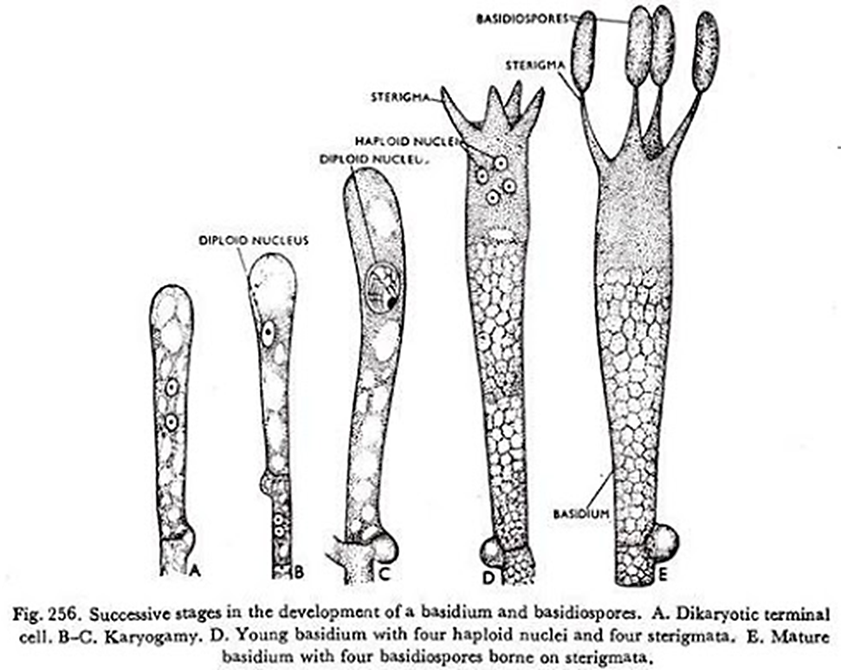 BASIDIOSPORES
STERIGMA
STERIGMA
HAPLOID NUCLEI
DIPLOID NUCLEU.
DIPLOID NUCLEUS
BASIDIUM
A
B
C
D
E
Fig. 256. Successive stages in the development of a basidium and basidiospores. A. Dikaryotic terminal
cell. B–C. Karyogamy. D. Young basidium with four haploid nuclei and four sterigmata. E. Mature
basidium with four basidiospores borne on sterigmata.